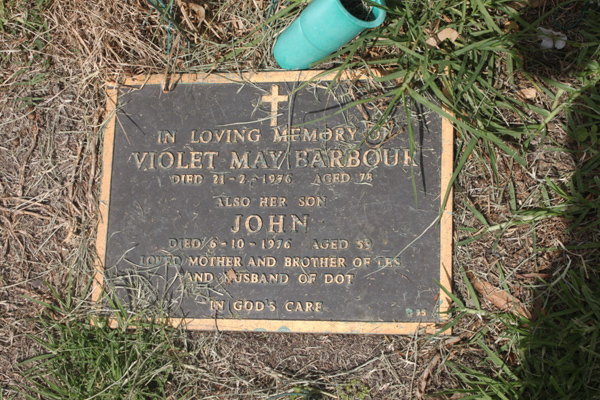 IN LOVING MEMORY OF
VIOLET MAY BARBOUR
DIED 21-2-1976 AGED 78
ALSO HER SON
JOHN
DIED 6-10-1976 AGED 55
LOVED MOTHER AND BROTHER OF LES
AND HUSBAND OF DOT
IN GOD'S CARE